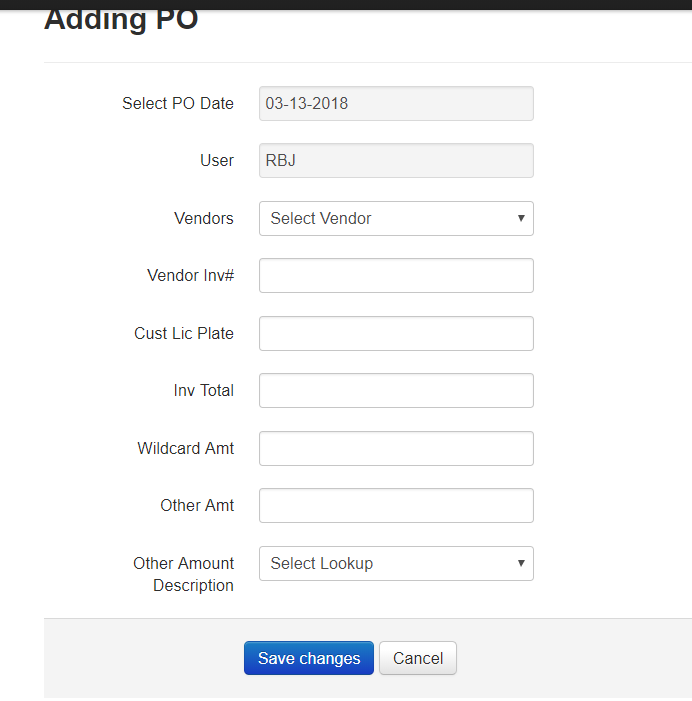 Adding PO
Select PO Date 03-13-2018
User RBJ
Vendors Select Vendor
Vendor Inv#
Cust Lic Plate
Inv Total
Wildcard Amt
Other Amt
Other Amount Select Lookup
Description
Save changes Cancel